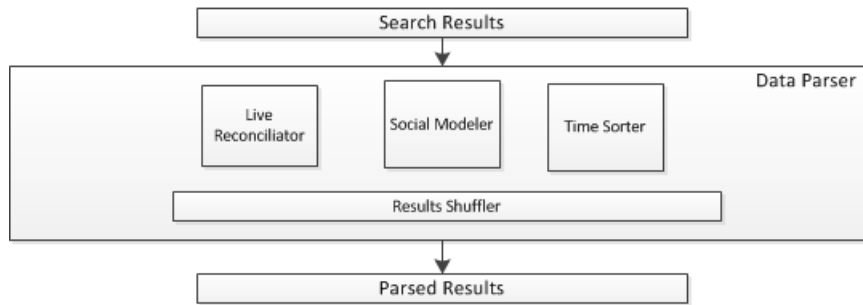 Search Results
Data Parser
Live
Reconciliator
Social Modeler
Time Sorter
Results Shuffler
Parsed Results